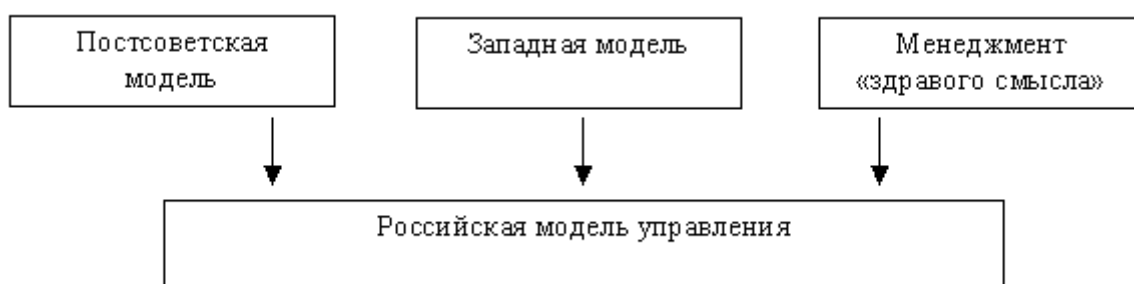 Постсоветская
модель
Западная модель
Менеджмент
«здравого смысла»
Российская модель управления